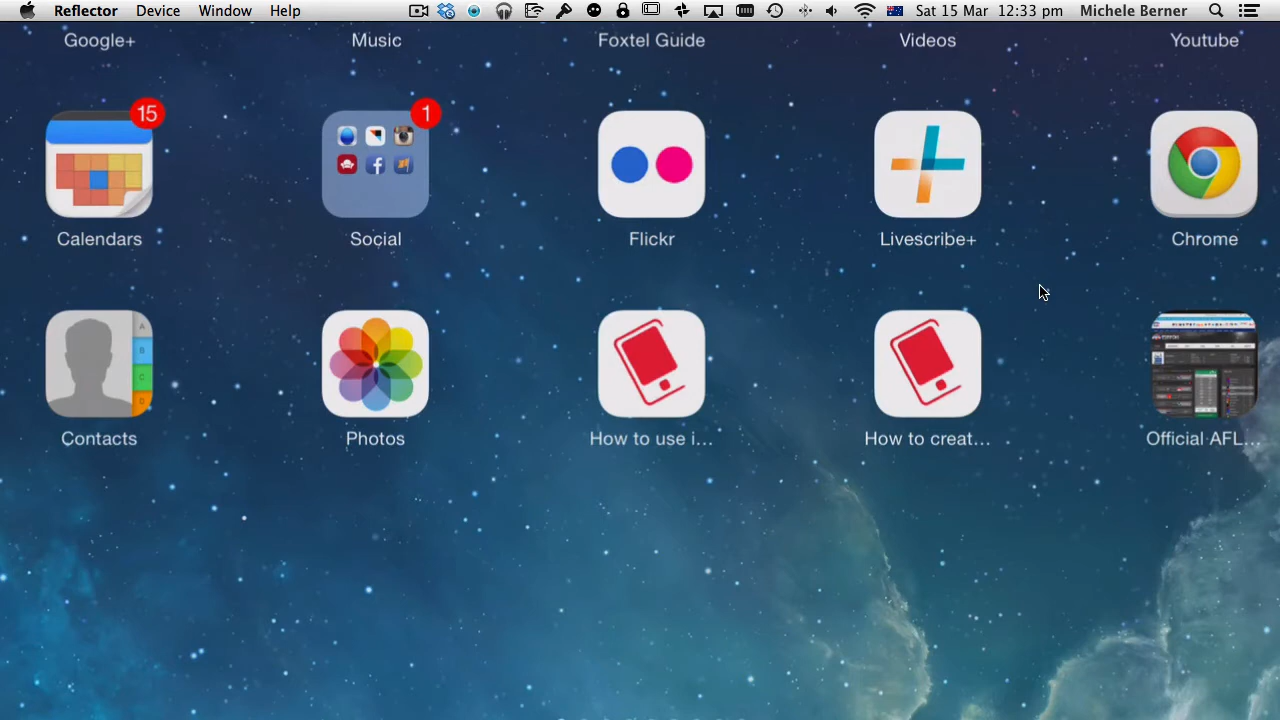 Reflector Device Window Help Sat 15 Mar 12:33 pm Michele Berner
Google+ Music Foxtel Guide Videos Youtube
15 1
Calendars Social Flickr Livescribe+ Chrome
A
B
C
Contacts Photos How to use i... How to creat... Official AFL...